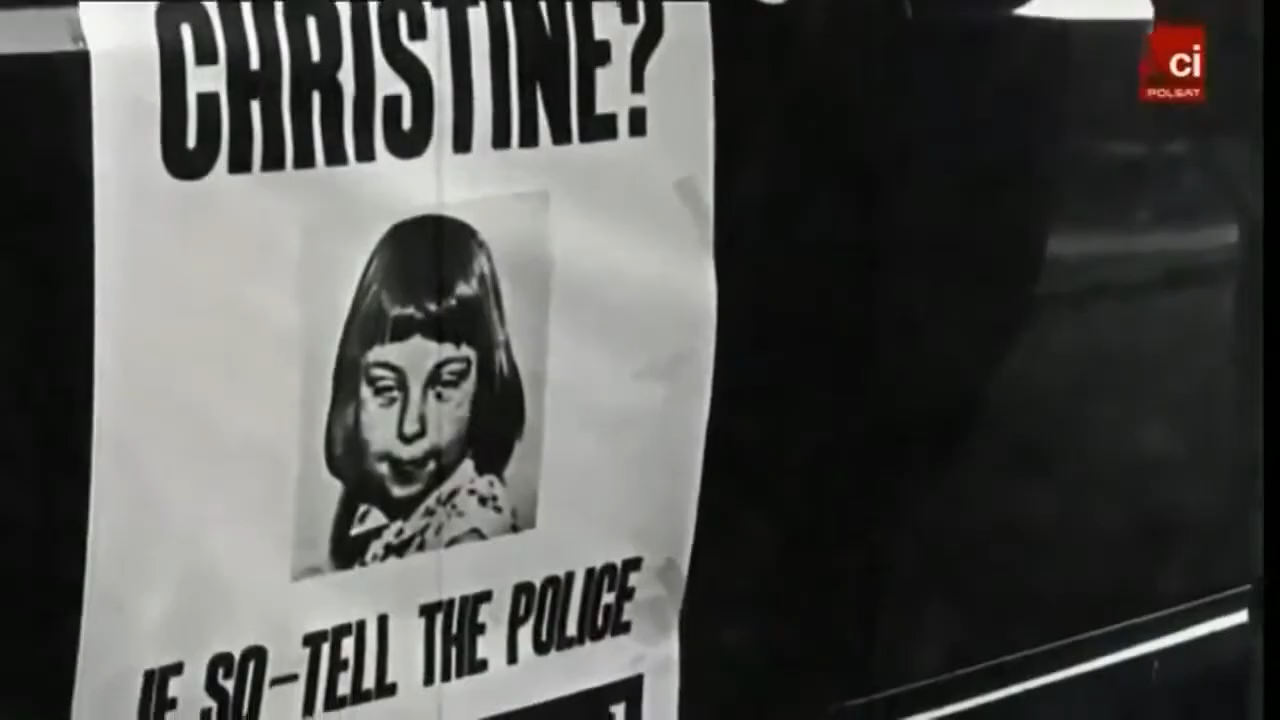 CHRISTINE?
ci
POLSAT
IF SO—TELL THE POLICE